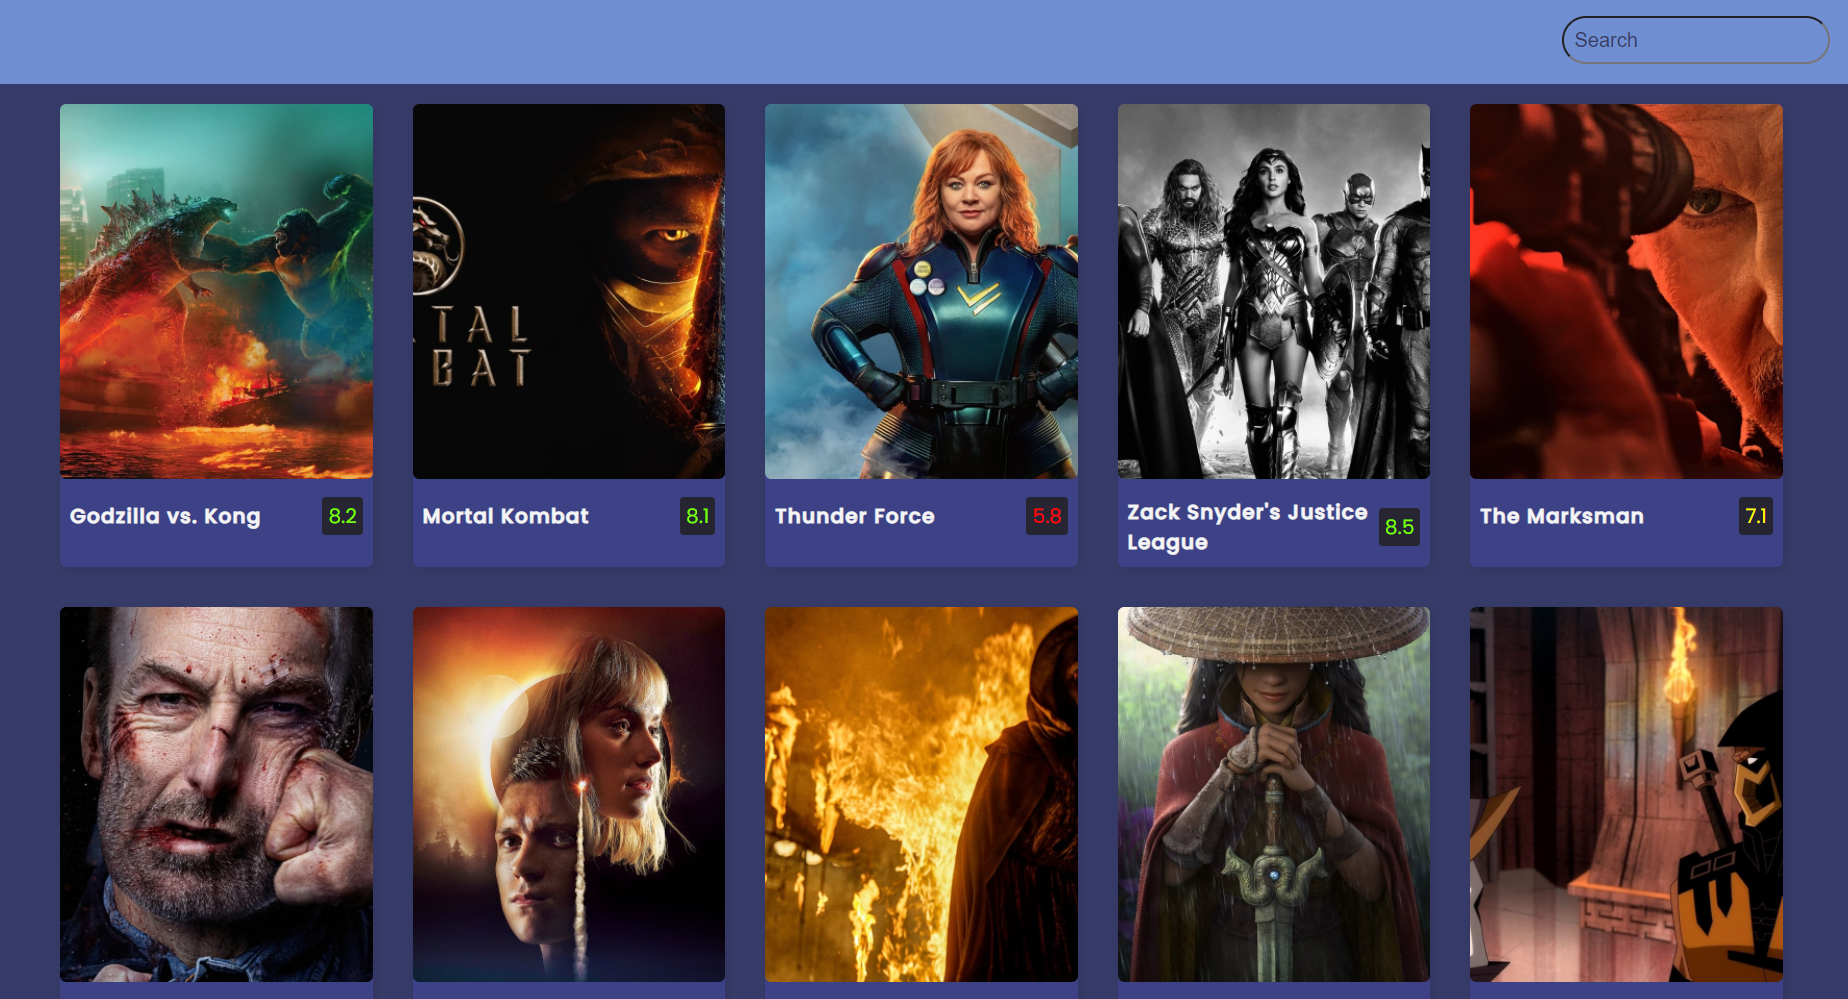 Search
TAL
BAT
Godzilla vs. Kong
8.2
Mortal Kombat
8.1
Thunder Force
5.8
Zack Snyder's Justice
League
8.5
The Marksman
7.1